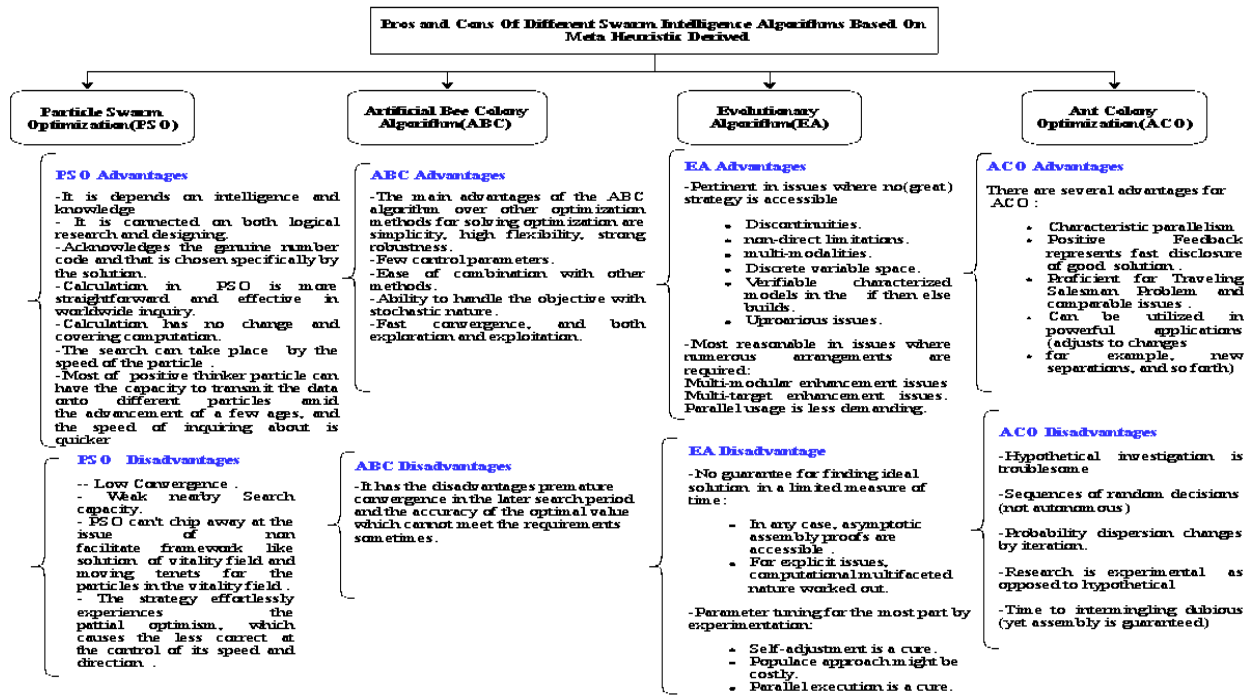 Pros and Cons Of Different Swarm Intelligence Algorithms Based On
Meta Heuristic Derived
Particle Swarm
Optimization(PSO)
PSO Advantages
-It is depends on intelligence and
knowledge
- It is connected on both logical
research and designing.
-Acknowledges the genuine number
code and that is chosen specifically by
the solution.
-Calculation in PSO is more
straightforward and effective in
worldwide inquiry.
-Calculation has no change and
covering computation.
-The search can take place by the
speed of the particle .
-Most of positive thinker particle can
have the capacity to transmit the data
onto different particles amid
the advancement of a few ages, and
the speed of inquiring about is
quicker
PSO Disadvantages
-- Low Convergence .
- Weak nearby Search
capacity.
- PSO can't chip away at the
issue of non
facilitate framework like
solution of vitality field and
moving tenets for the
particles in the vitality field .
- The strategy effortlessly
experiences the
pattial optimism, which
causes the less correct at
the control of its speed and
direction .
Artificial Bee Colony
Algorithm(ABC)
ABC Advantages
-The main advantages of the ABC
algorithm over other optimization
methods for solving optimization are
simplicity, high flexibility, strong
robustness.
-Few control parameters.
-Ease of combination with other
methods.
-Ability to handle the objective with
stochastic nature.
-Fast convergence, and both
exploration and exploitation.
ABC Disadvantages
-It has the disadvantages premature
convergence in the later search period
and the accuracy of the optimal value
which cannot meet the requirements
sometimes.
Evolutionary
Algorithm(EA)
EA Advantages
-Pertinent in issues where no(great)
strategy is accessible
• Discontinuities.
• non-direct limitations.
• multi-modalities.
• Discrete variable space.
• Verifiable characterized
models in the if then else
builds.
• Uproarious issues.
-Most reasonable in issues where
numerous arrangements are
required:
Multi-modular enhancement issues
Multi-target enhancement issues.
Parallel usage is less demanding.
EA Disadvantage
-No guarantee for finding ideal
solution in a limited measure of
time:
• In any case, asymptotic
assembly proofs are
accessible .
• For explicit issues,
computational multifaceted
nature worked out.
-Parameter tuning for the most part by
experimentation:
• Self-adjustment is a cure.
• Populace approach might be
costly.
• Parallel execution is a cure.
Ant Colony
Optimization(ACO)
ACO Advantages
There are several advantages for
ACO :
• Characteristic parallelism
• Positive Feedback
represents fast disclosure
of good solution .
• Proficient for Traveling
Salesman Problem and
comparable issues .
• Can be utilized in
powerful applications
(adjusts to changes
• for example, new
separations, and so forth)
ACO Disadvantages
-Hypothetical investigation is
troublesome
-Sequences of random decisions
(not autonomous)
-Probability dispersion changes
by iteration.
-Research is experimental as
opposed to hypothetical
-Time to intermingling dubious
(yet assembly is guaranteed)